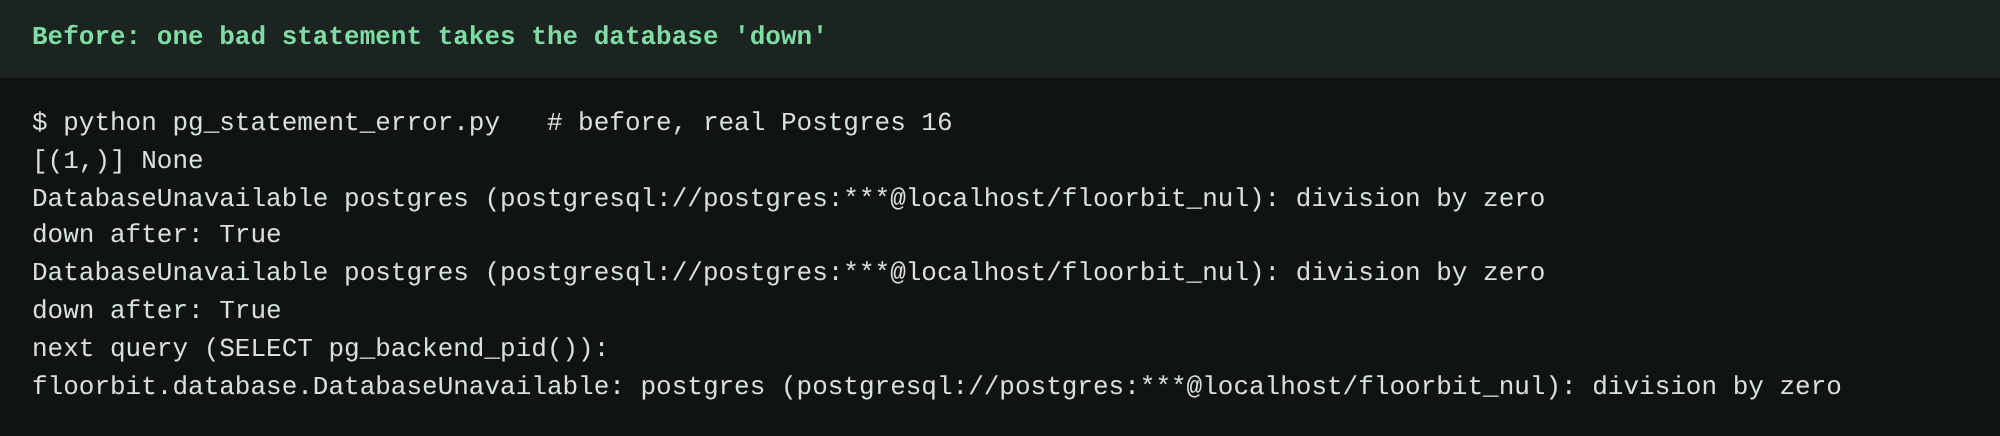 Before: one bad statement takes the database 'down'
$ python pg_statement_error.py   # before, real Postgres 16
[(1,)] None
DatabaseUnavailable postgres (postgresql://postgres:***@localhost/floorbit_nul): division by zero
down after: True
DatabaseUnavailable postgres (postgresql://postgres:***@localhost/floorbit_nul): division by zero
down after: True
next query (SELECT pg_backend_pid()):
floorbit.database.DatabaseUnavailable: postgres (postgresql://postgres:***@localhost/floorbit_nul): division by zero